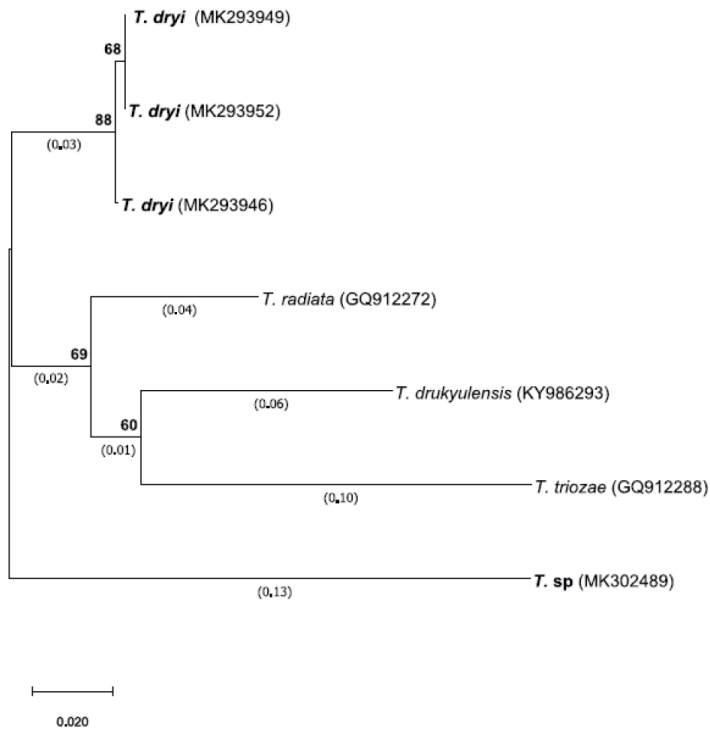 T. dryi (MK293949)
68
T. dryi (MK293952)
88
(0.03)
T. dryi (MK293946)
T. radiata (GQ912272)
(0.04)
69
(0.02)
T. drukyulensis (KY986293)
(0.06)
60
(0.01)
T. triozae (GQ912288)
(0.10)
T. sp (MK302489)
(0.13)
0.020